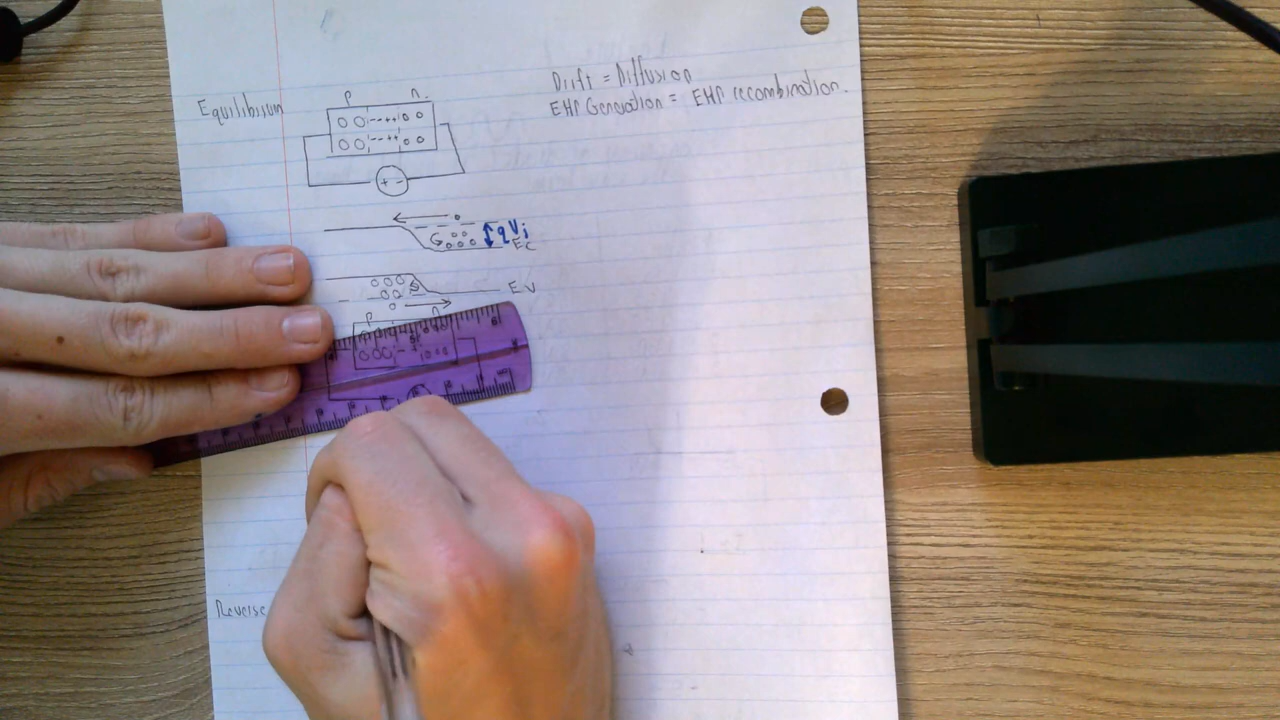 Drift = Diffusion
EHP Generation = EHP recombination.
Equilibrium
p n.
+ -
qVi
Ec
Ev
p n
Reverse